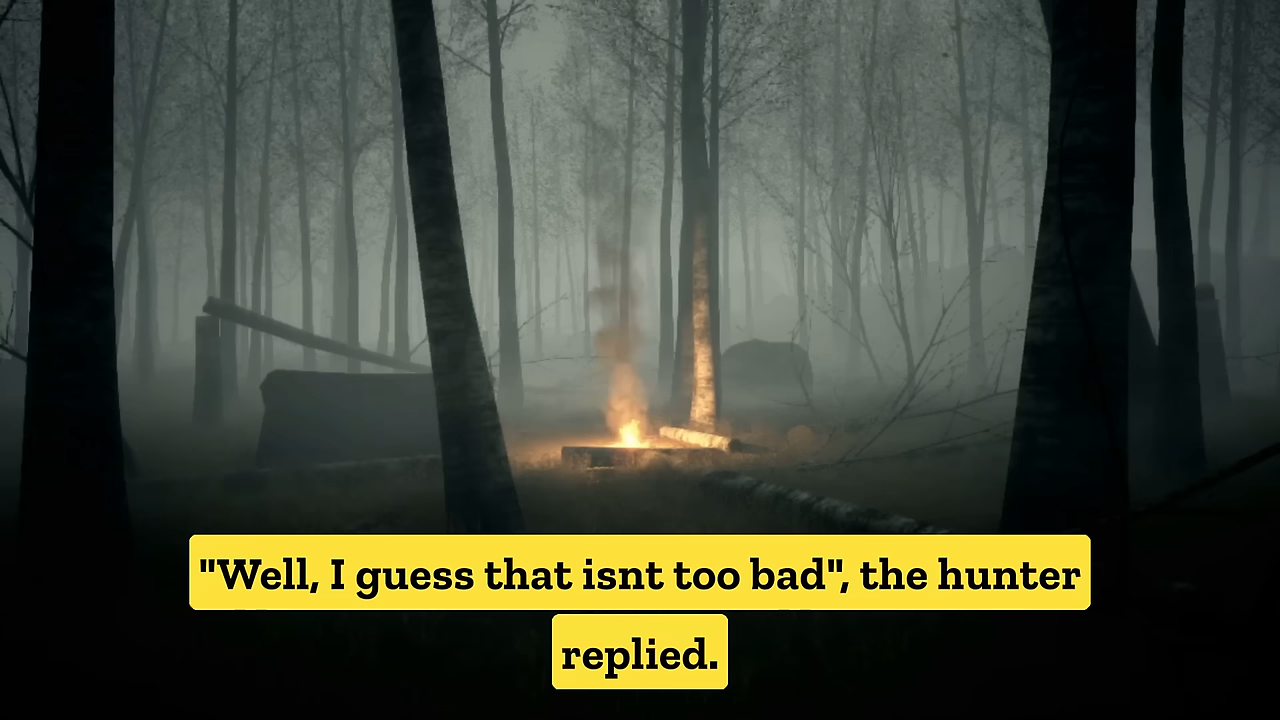 "Well, I guess that isnt too bad", the hunter
replied.